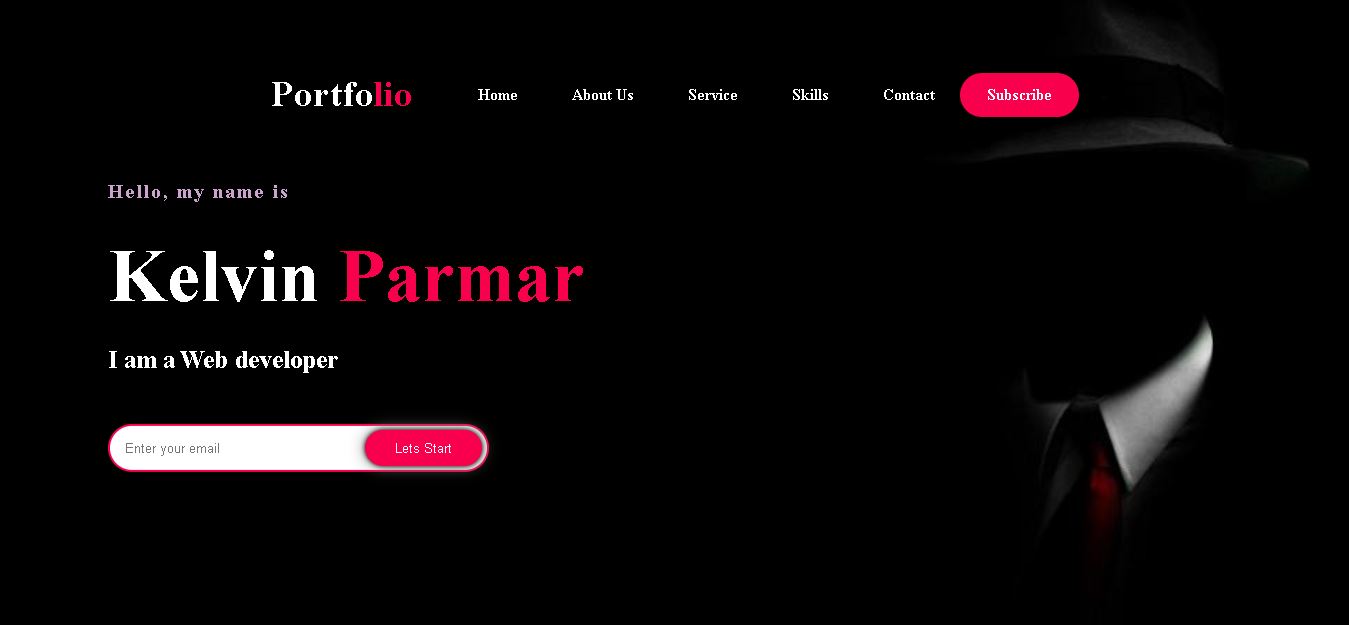 Portfolio Home About Us Service Skills Contact Subscribe
Hello, my name is
Kelvin Parmar
I am a Web developer
Enter your email Lets Start